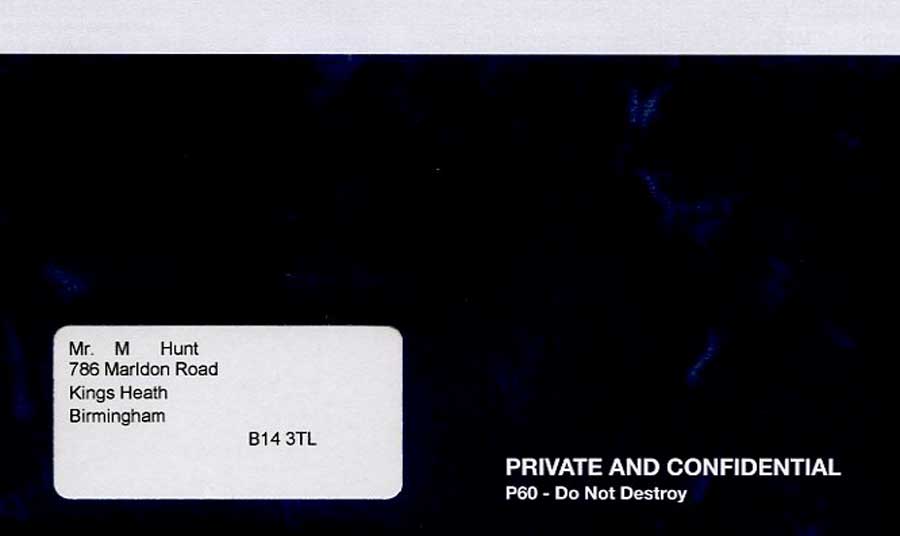 Mr. M Hunt
786 Marldon Road
Kings Heath
Birmingham
B14 3TL
PRIVATE AND CONFIDENTIAL
P60 - Do Not Destroy